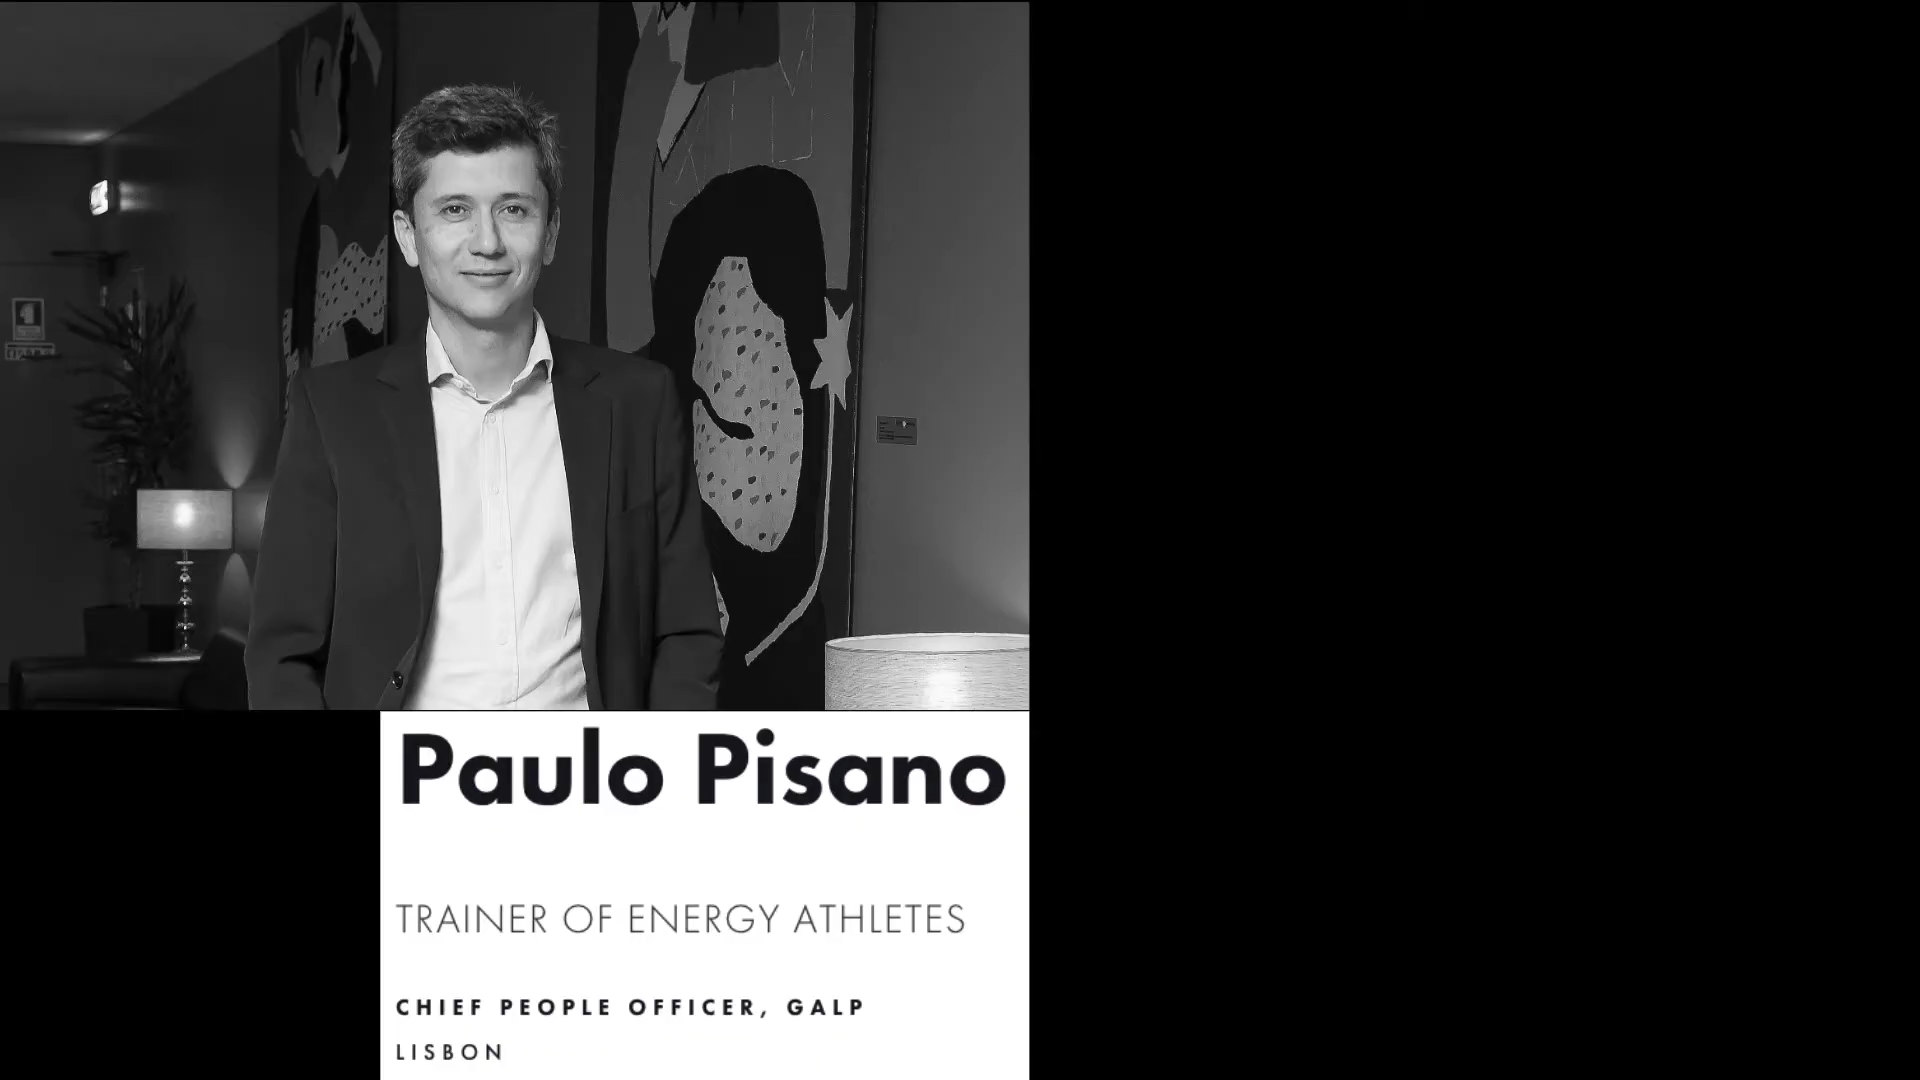 Paulo Pisano
TRAINER OF ENERGY ATHLETES
CHIEF PEOPLE OFFICER, GALP
LISBON